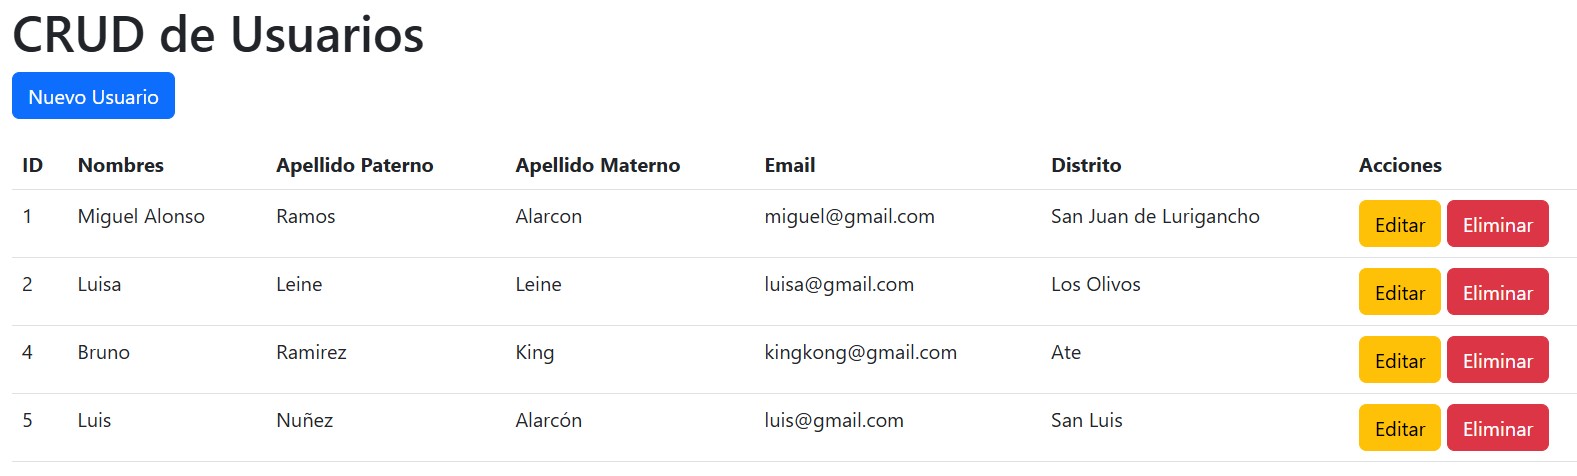 CRUD de Usuarios
Nuevo Usuario
ID Nombres Apellido Paterno Apellido Materno Email Distrito Acciones
1 Miguel Alonso Ramos Alarcon miguel@gmail.com San Juan de Lurigancho Editar Eliminar
2 Luisa Leine Leine luisa@gmail.com Los Olivos Editar Eliminar
4 Bruno Ramirez King kingkong@gmail.com Ate Editar Eliminar
5 Luis Nuñez Alarcón luis@gmail.com San Luis Editar Eliminar